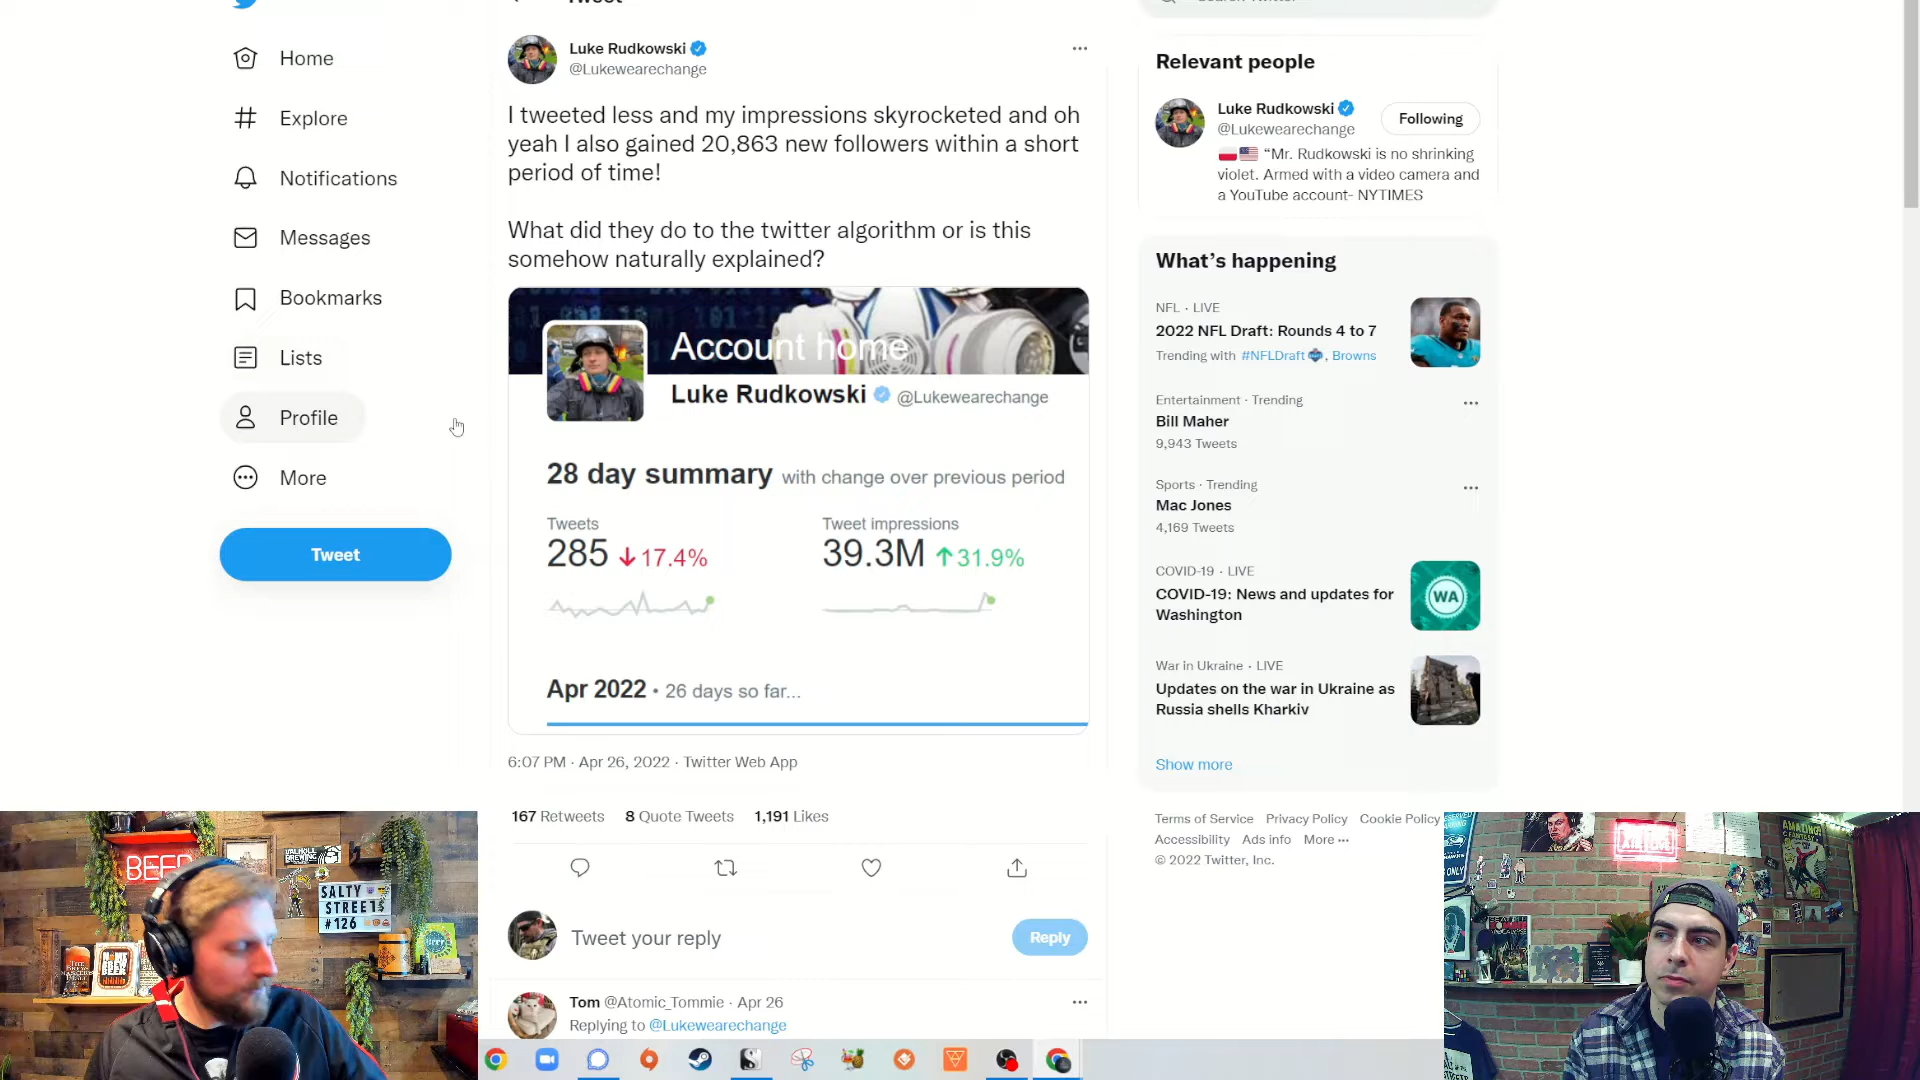 Home
Explore
Notifications
Messages
Bookmarks
Lists
Profile
More
Tweet
Luke Rudkowski
@Lukewearechange
I tweeted less and my impressions skyrocketed and oh
yeah I also gained 20,863 new followers within a short
period of time!
What did they do to the twitter algorithm or is this
somehow naturally explained?
Account home
Luke Rudkowski @Lukewearechange
28 day summary with change over previous period
Tweets
285 17.4%
Tweet impressions
39.3M 31.9%
Apr 2022 • 26 days so far...
6:07 PM · Apr 26, 2022 · Twitter Web App
167 Retweets 8 Quote Tweets 1,191 Likes
Tweet your reply
Reply
Tom @Atomic_Tommie · Apr 26
Replying to @Lukewearechange
Relevant people
Luke Rudkowski
@Lukewearechange
Following
“Mr. Rudkowski is no shrinking
violet. Armed with a video camera and
a YouTube account- NYTIMES
What’s happening
NFL · LIVE
2022 NFL Draft: Rounds 4 to 7
Trending with #NFLDraft, Browns
Entertainment · Trending
Bill Maher
9,943 Tweets
Sports · Trending
Mac Jones
4,169 Tweets
COVID-19 · LIVE
COVID-19: News and updates for
Washington
WA
War in Ukraine · LIVE
Updates on the war in Ukraine as
Russia shells Kharkiv
Show more
Terms of Service Privacy Policy Cookie Policy
Accessibility Ads info More ···
© 2022 Twitter, Inc.
BEER
SALTY
STREETS
#126
AMAZING